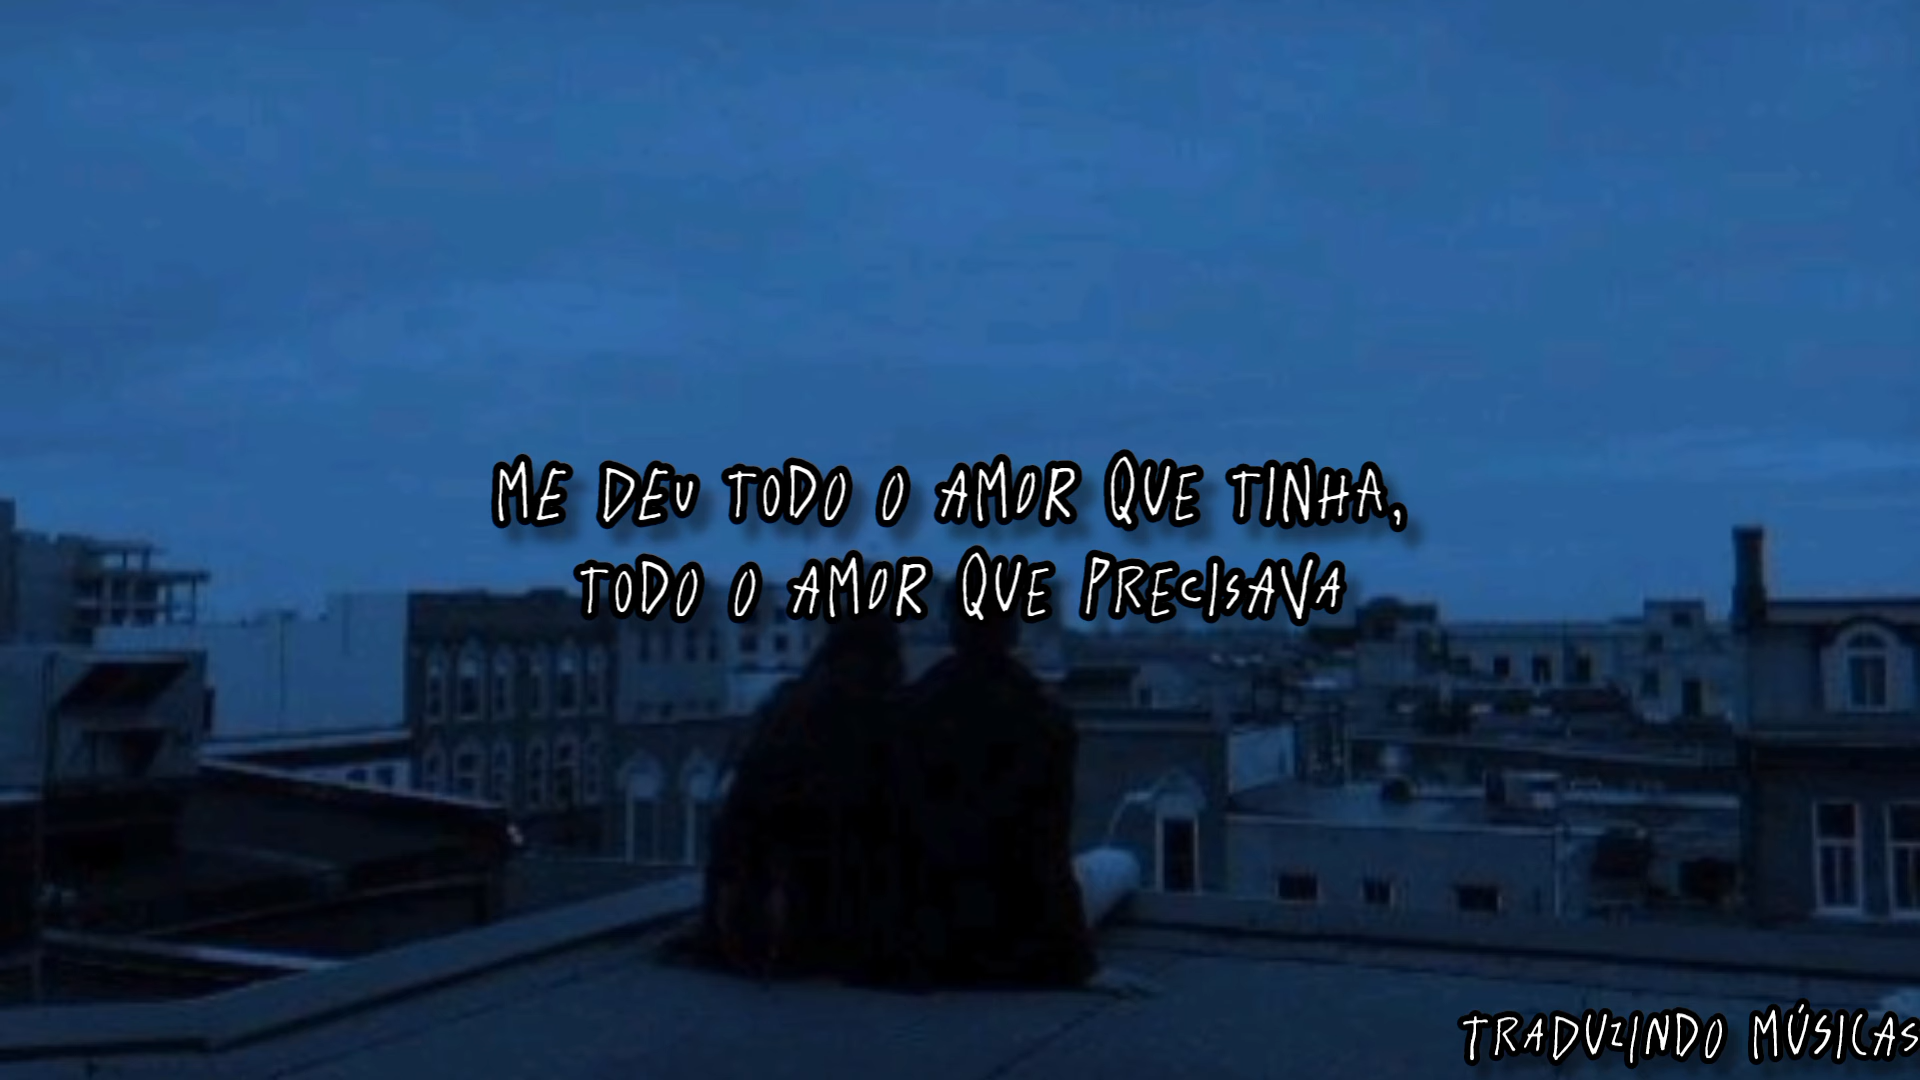 ME DEU TODO O AMOR QUE TINHA,
TODO O AMOR QUE PRECISAVA
TRADUZINDO MÚSICAS